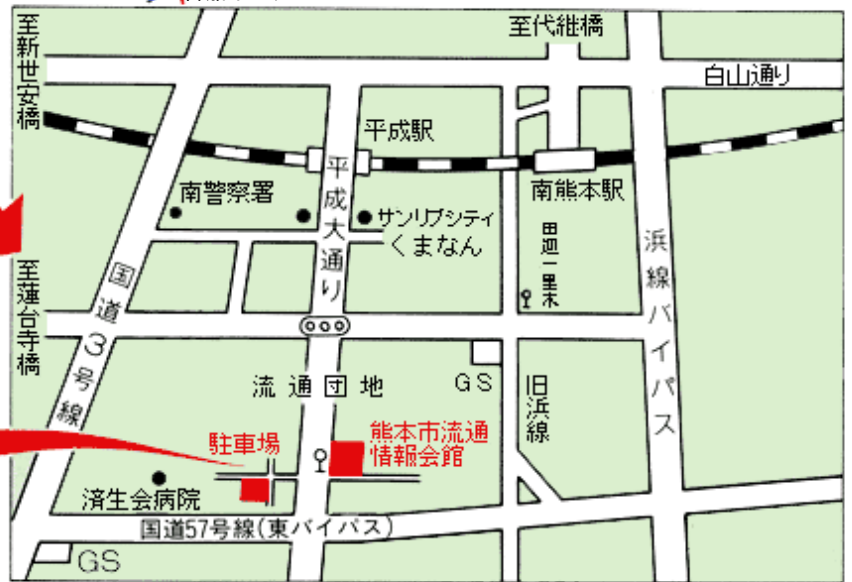 至新世安橋
至代継橋
白山通り
平成駅
南警察署
平成大通り
サンリブシティ
くまなん
南熊本駅
田迎一里木
浜線バイパス
至蓮台寺橋
国道3号線
流通団地
GS
旧浜線
駐車場
熊本市流通
情報会館
済生会病院
国道57号線(東バイパス)
GS